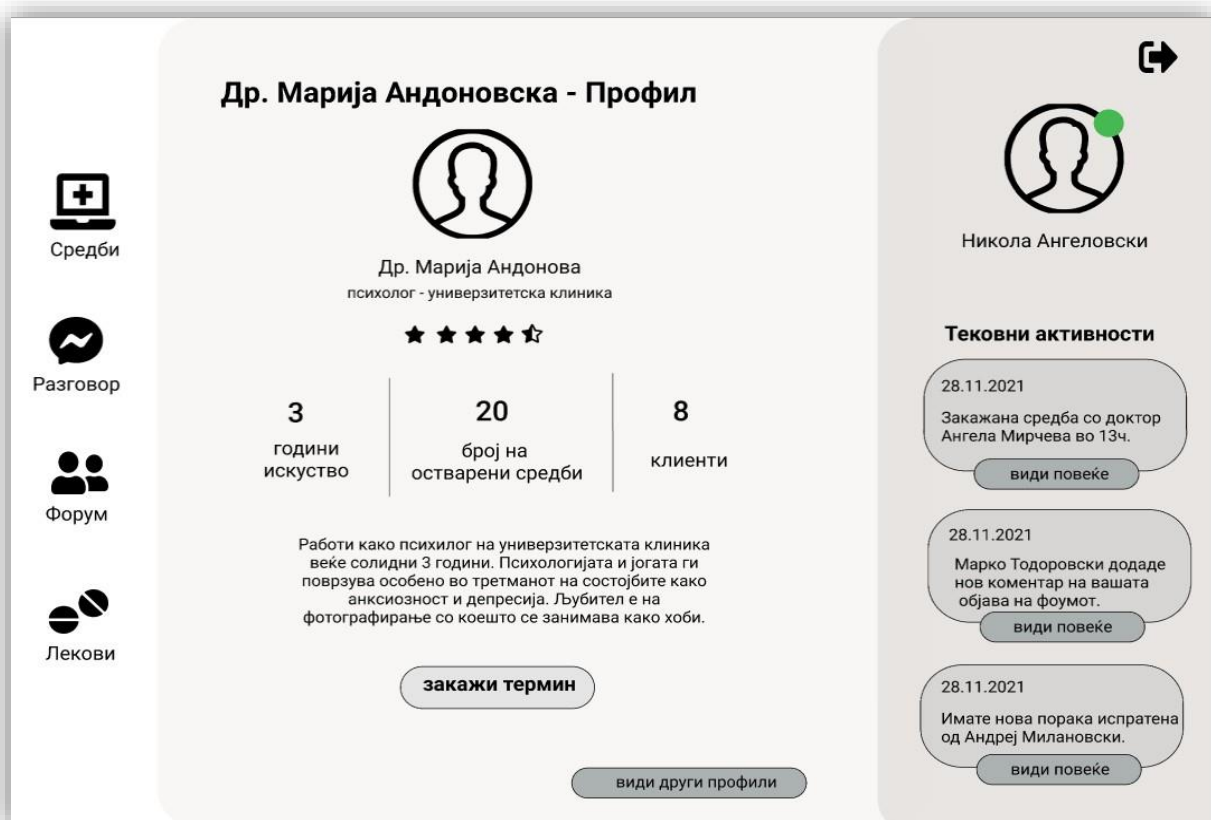 Др. Марија Андоновска - Профил
Др. Марија Андонова
психолог - универзитетска клиника
3
години
искуство
20
број на
остварени средби
8
клиенти
Работи како психилог на универзитетската клиника
веќе солидни 3 години. Психологијата и јогата ги
поврзува особено во третманот на состојбите како
анксиозност и депресија. Љубител е на
фотографирање со коешто се занимава како хоби.
закажи термин
види други профили
Средби
Разговор
Форум
Лекови
Никола Ангеловски
Тековни активности
28.11.2021
Закажана средба со доктор
Ангела Мирчева во 13ч.
види повеќе
28.11.2021
Марко Тодоровски додаде
нов коментар на вашата
објава на фоумот.
види повеќе
28.11.2021
Имате нова порака испратена
од Андреј Милановски.
види повеќе